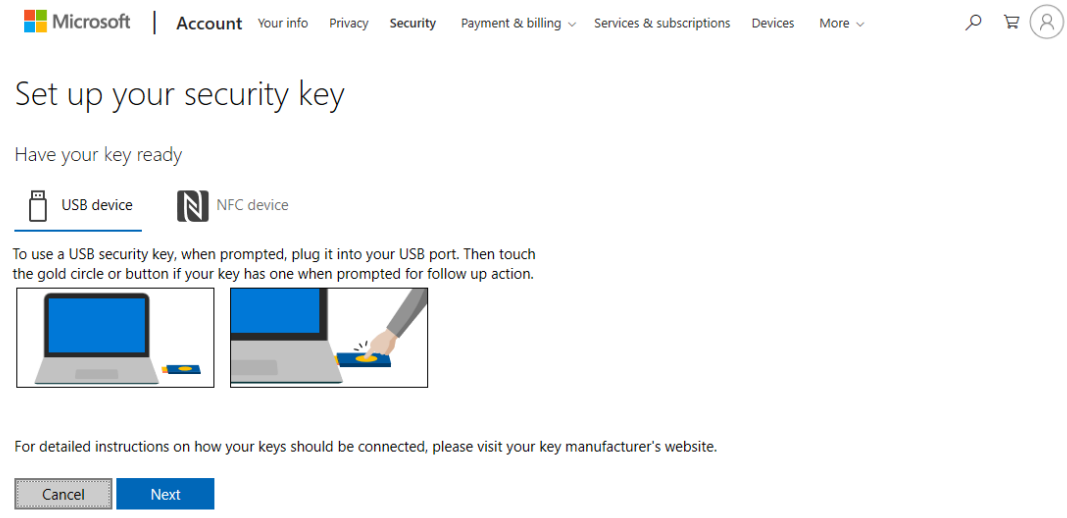 Microsoft | Account Your info Privacy Security Payment & billing Services & subscriptions Devices More
Set up your security key
Have your key ready
USB device NFC device
To use a USB security key, when prompted, plug it into your USB port. Then touch
the gold circle or button if your key has one when prompted for follow up action.
For detailed instructions on how your keys should be connected, please visit your key manufacturer's website.
Cancel Next